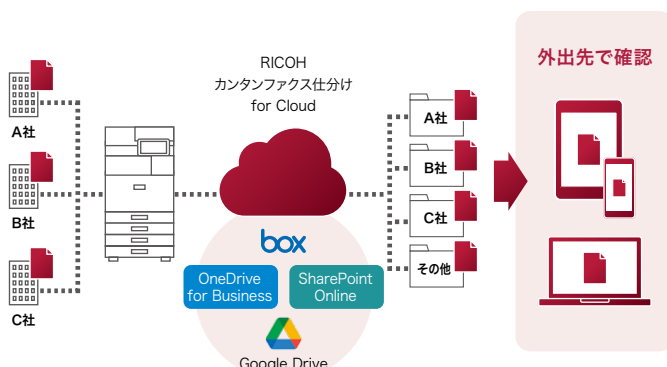 RICOH
カンタンファクス仕分け
for Cloud
A社
B社
C社
box
OneDrive
for Business
SharePoint
Online
Google Drive
A社
B社
C社
その他
外出先で確認